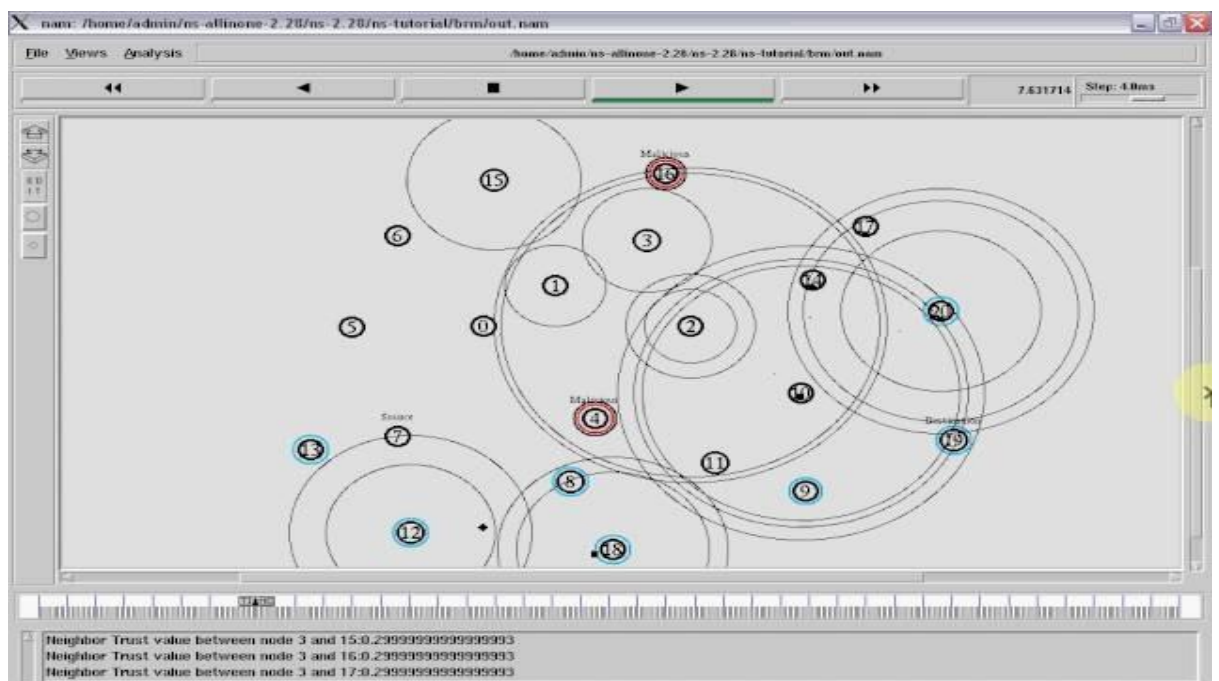 nam: /home/admin/ns-allinone-2.28/ns-2.28/ns-tutorial/brm/out.nam
File Views Analysis /home/admin/ns-allinone-2.28/ns-2.28/ns-tutorial/brm/out.nam
7.631714 Step: 4.0ms
Malicious
16
15
17
6
3
14
1
20
5
0
2
10
Malicious
4
Source
7
Destination
19
13
11
8
9
12
18
Neighbor Trust value between node 3 and 15:0.29999999999999993
Neighbor Trust value between node 3 and 16:0.29999999999999993
Neighbor Trust value between node 3 and 17:0.29999999999999993